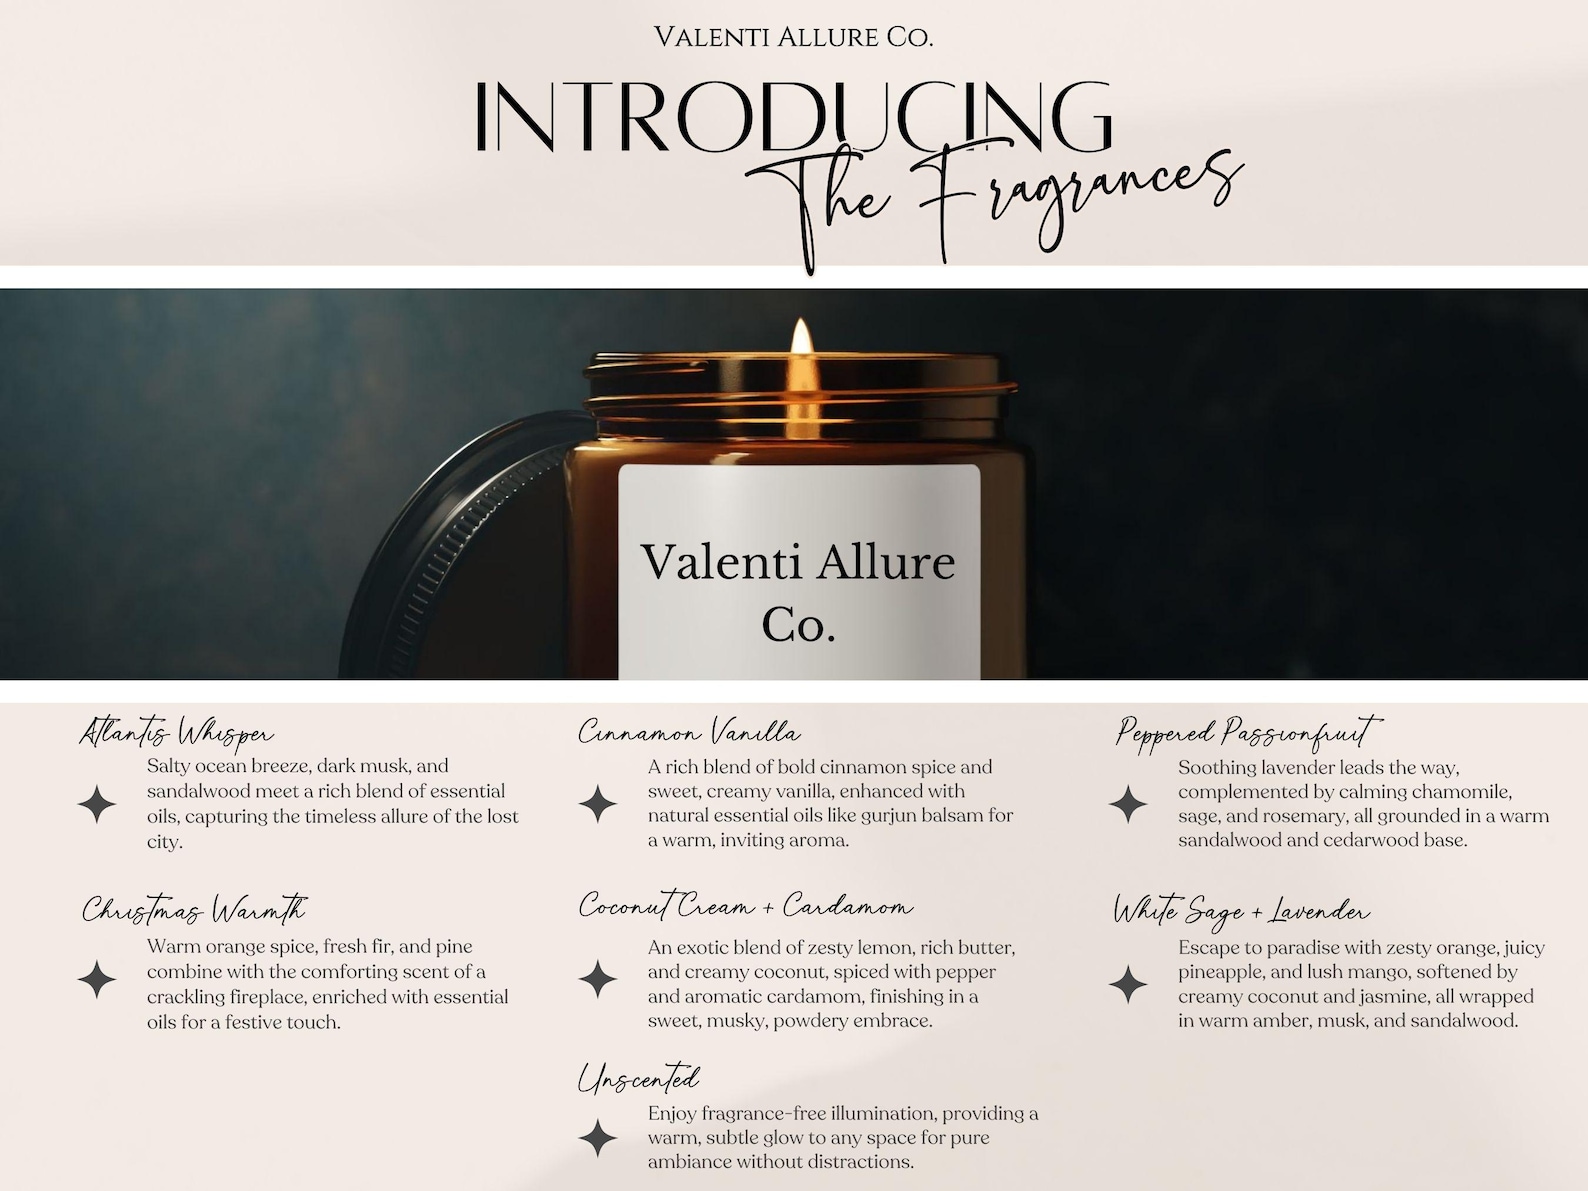 VALENTI ALLURE CO.
INTRODUCING
The Fragrances
Valenti Allure
Co.
Atlantis Whisper
Salty ocean breeze, dark musk, and
sandalwood meet a rich blend of essential
oils, capturing the timeless allure of the lost
city.
Cinnamon Vanilla
A rich blend of bold cinnamon spice and
sweet, creamy vanilla, enhanced with
natural essential oils like gurjun balsam for
a warm, inviting aroma.
Peppered Passionfruit
Soothing lavender leads the way,
complemented by calming chamomile,
sage, and rosemary, all grounded in a warm
sandalwood and cedarwood base.
Christmas Warmth
Warm orange spice, fresh fir, and pine
combine with the comforting scent of a
crackling fireplace, enriched with essential
oils for a festive touch.
Coconut Cream + Cardamom
An exotic blend of zesty lemon, rich butter,
and creamy coconut, spiced with pepper
and aromatic cardamom, finishing in a
sweet, musky, powdery embrace.
White Sage + Lavender
Escape to paradise with zesty orange, juicy
pineapple, and lush mango, softened by
creamy coconut and jasmine, all wrapped
in warm amber, musk, and sandalwood.
Unscented
Enjoy fragrance-free illumination, providing a
warm, subtle glow to any space for pure
ambiance without distractions.